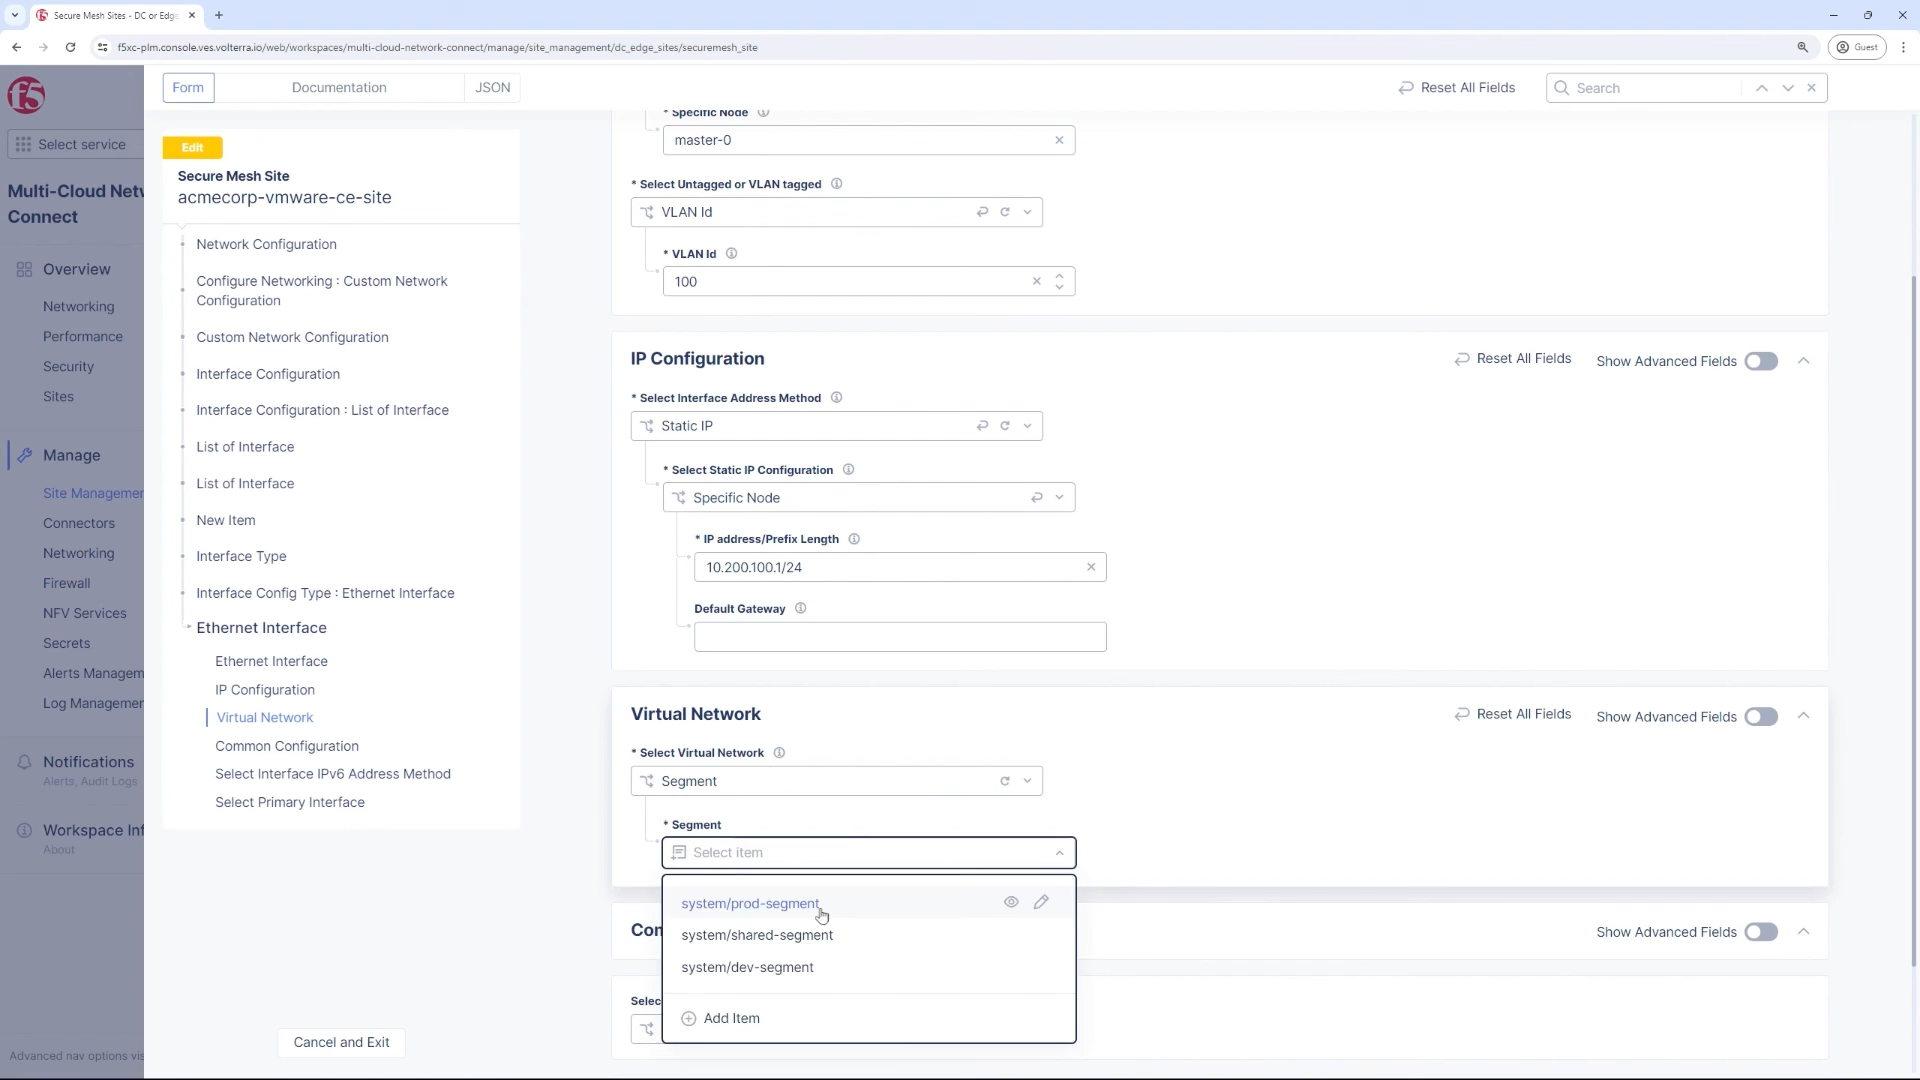 Secure Mesh Sites - DC or Edge
f5xc-plm.console.ves.volterra.io/web/workspaces/multi-cloud-network-connect/manage/site_management/dc_edge_sites/securemesh_site
Guest
f5
Select service
Multi-Cloud Netw
Connect
Overview
Networking
Performance
Security
Sites
Manage
Site Managemen
Connectors
Networking
Firewall
NFV Services
Secrets
Alerts Managem
Log Managemen
Notifications
Alerts, Audit Logs
Workspace Inf
About
Advanced nav options vis
Form
Documentation
JSON
Reset All Fields
Search
Edit
Secure Mesh Site
acmecorp-vmware-ce-site
Network Configuration
Configure Networking : Custom Network
Configuration
Custom Network Configuration
Interface Configuration
Interface Configuration : List of Interface
List of Interface
List of Interface
New Item
Interface Type
Interface Config Type : Ethernet Interface
Ethernet Interface
Ethernet Interface
IP Configuration
Virtual Network
Common Configuration
Select Interface IPv6 Address Method
Select Primary Interface
Cancel and Exit
* Specific Node
master-0
* Select Untagged or VLAN tagged
VLAN Id
* VLAN Id
100
IP Configuration
Reset All Fields
Show Advanced Fields
* Select Interface Address Method
Static IP
* Select Static IP Configuration
Specific Node
* IP address/Prefix Length
10.200.100.1/24
Default Gateway
Virtual Network
Reset All Fields
Show Advanced Fields
* Select Virtual Network
Segment
* Segment
Select item
system/prod-segment
system/shared-segment
system/dev-segment
Add Item
Con
Show Advanced Fields
Selec